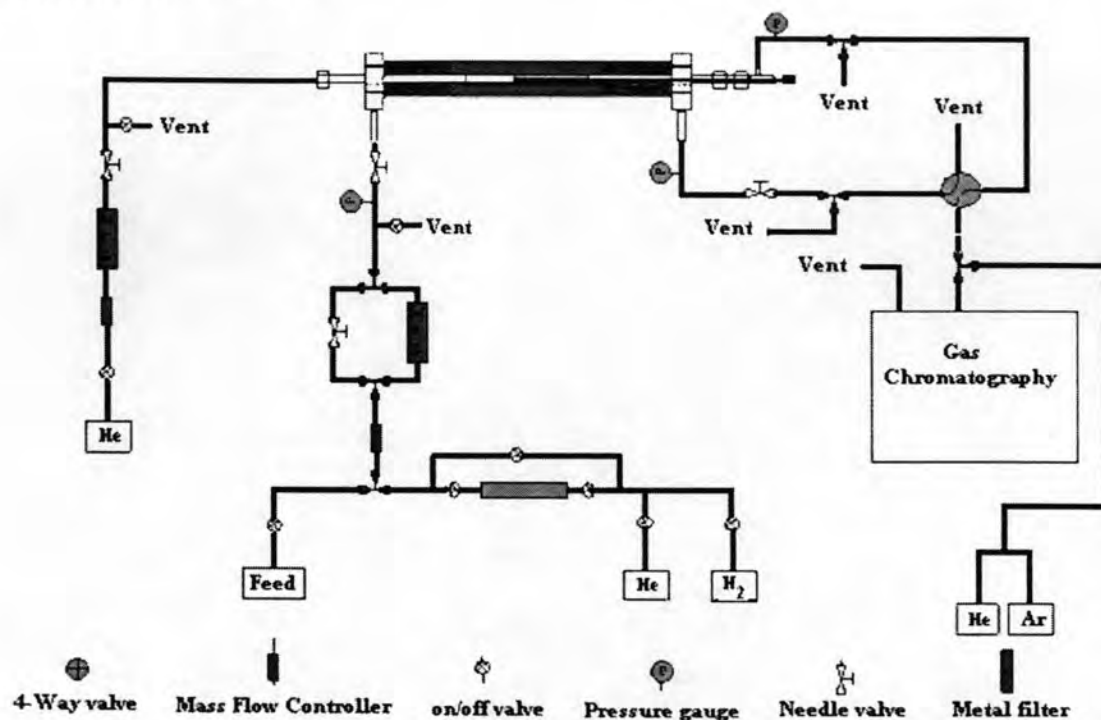 P
Vent
Vent
Vent
P
P
Vent
Vent
Vent
Gas
Chromatography
He
Feed
He
H2
He
Ar
P
4-Way valve
Mass Flow Controller
on/off valve
Pressure gauge
Needle valve
Metal filter